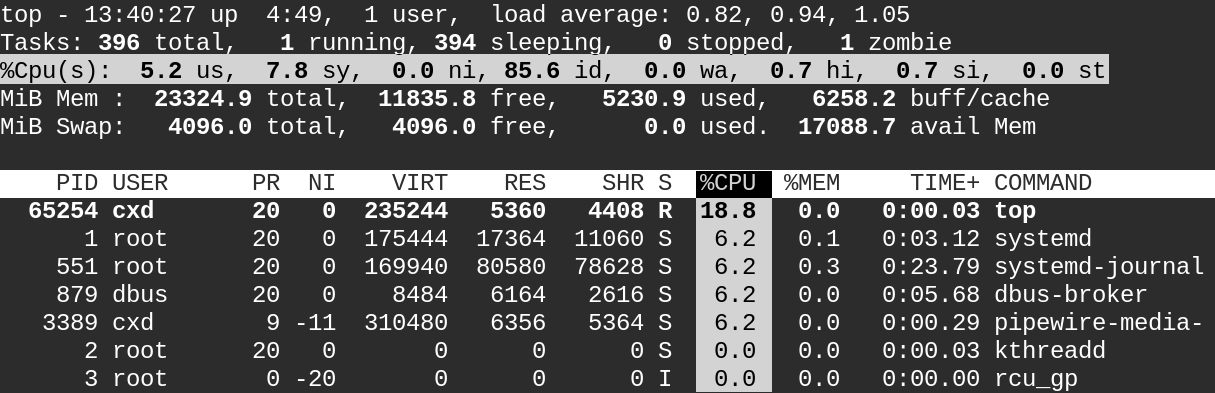 top - 13:40:27 up  4:49,  1 user,  load average: 0.82, 0.94, 1.05
Tasks: 396 total,   1 running, 394 sleeping,   0 stopped,   1 zombie
%Cpu(s):  5.2 us,  7.8 sy,  0.0 ni, 85.6 id,  0.0 wa,  0.7 hi,  0.7 si,  0.0 st
MiB Mem :  23324.9 total,  11835.8 free,   5230.9 used,   6258.2 buff/cache
MiB Swap:   4096.0 total,   4096.0 free,      0.0 used.  17088.7 avail Mem
    PID USER      PR  NI    VIRT    RES    SHR S  %CPU  %MEM     TIME+ COMMAND
  65254 cxd       20   0  235244   5360   4408 R  18.8   0.0   0:00.03 top
      1 root      20   0  175444  17364  11060 S   6.2   0.1   0:03.12 systemd
    551 root      20   0  169940  80580  78628 S   6.2   0.3   0:23.79 systemd-journal
    879 dbus      20   0    8484   6164   2616 S   6.2   0.0   0:05.68 dbus-broker
   3389 cxd        9 -11  310480   6356   5364 S   6.2   0.0   0:00.29 pipewire-media-
      2 root      20   0       0      0      0 S   0.0   0.0   0:00.03 kthreadd
      3 root       0 -20       0      0      0 I   0.0   0.0   0:00.00 rcu_gp